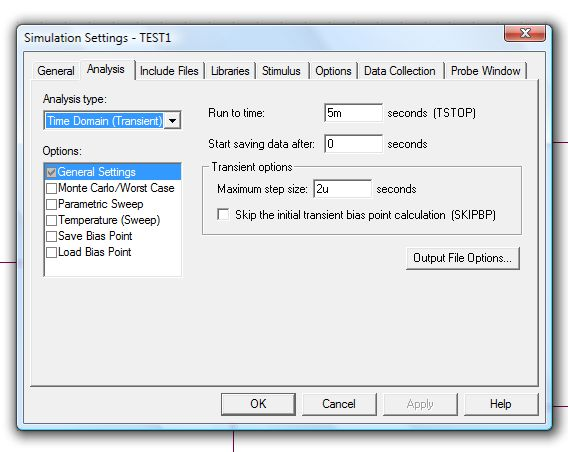 Simulation Settings - TEST1
General
Analysis
Include Files
Libraries
Stimulus
Options
Data Collection
Probe Window
Analysis type:
Time Domain (Transient)
Options:
General Settings
Monte Carlo/Worst Case
Parametric Sweep
Temperature (Sweep)
Save Bias Point
Load Bias Point
Run to time: 5m seconds (TSTOP)
Start saving data after: 0 seconds
Transient options
Maximum step size: 2u seconds
Skip the initial transient bias point calculation (SKIPBP)
Output File Options...
OK
Cancel
Apply
Help